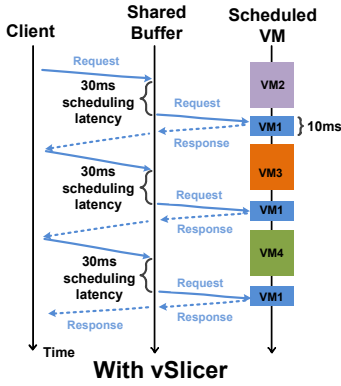 Client
Shared
Buffer
Scheduled
VM
Request
30ms
scheduling
latency
VM2
Request
VM1
10ms
Response
30ms
scheduling
latency
VM3
Request
VM1
Response
30ms
scheduling
latency
VM4
Request
VM1
Response
Response
Time
With vSlicer